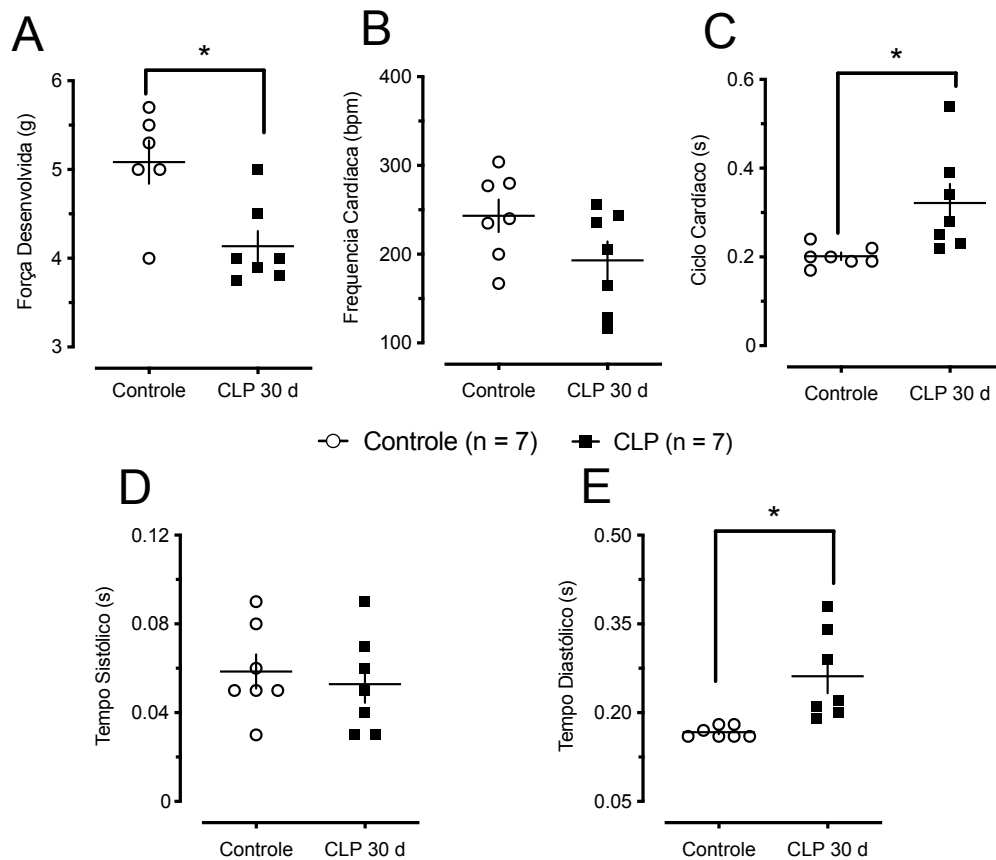 A
*
Força Desenvolvida (g)
6
5
4
3
Controle
CLP 30 d
B
Frequencia Cardíaca (bpm)
400
300
200
100
Controle
CLP 30 d
C
*
Ciclo Cardíaco (s)
0.6
0.4
0.2
0
Controle
CLP 30 d
Controle (n = 7)
CLP (n = 7)
D
Tempo Sistólico (s)
0.12
0.08
0.04
0
Controle
CLP 30 d
E
*
Tempo Diastólico (s)
0.50
0.35
0.20
0.05
Controle
CLP 30 d